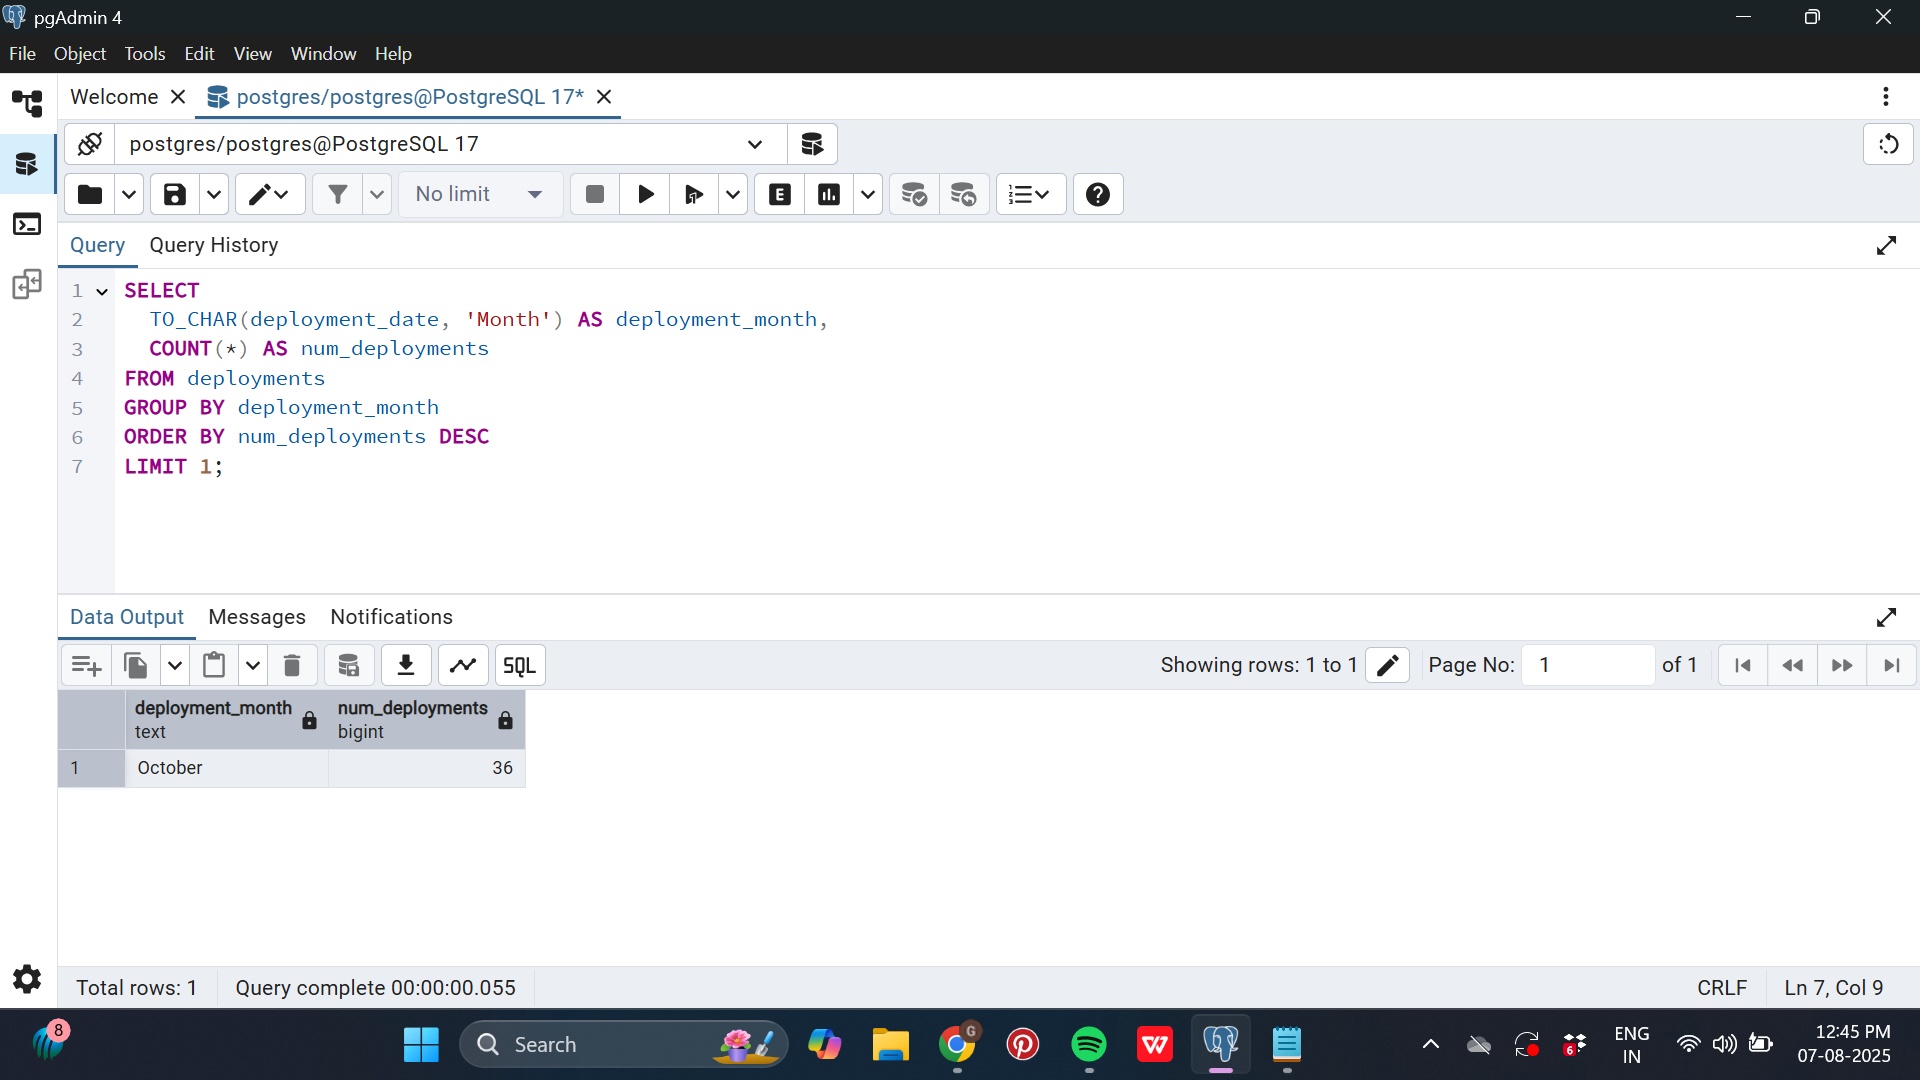 pgAdmin 4
File Object Tools Edit View Window Help
Welcome postgres/postgres@PostgreSQL 17*
postgres/postgres@PostgreSQL 17
No limit E
Query Query History
1 SELECT
2 TO_CHAR(deployment_date, 'Month') AS deployment_month,
3 COUNT(*) AS num_deployments
4 FROM deployments
5 GROUP BY deployment_month
6 ORDER BY num_deployments DESC
7 LIMIT 1;
Data Output Messages Notifications
SQL Showing rows: 1 to 1 Page No: 1 of 1
deployment_month num_deployments
text bigint
1 October 36
Total rows: 1 Query complete 00:00:00.055 CRLF Ln 7, Col 9
8 Search G W 6 ENG 12:45 PM
IN 07-08-2025